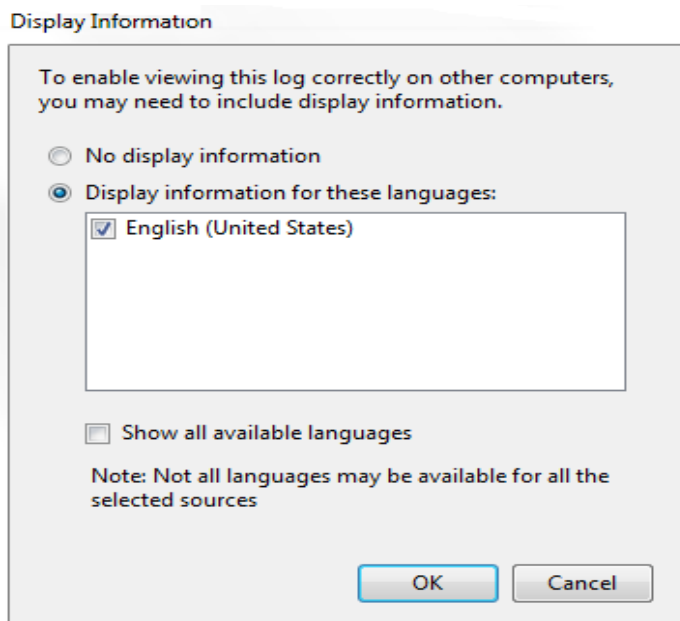 Display Information
To enable viewing this log correctly on other computers,
you may need to include display information.
No display information
Display information for these languages:
English (United States)
Show all available languages
Note: Not all languages may be available for all the
selected sources
OK
Cancel